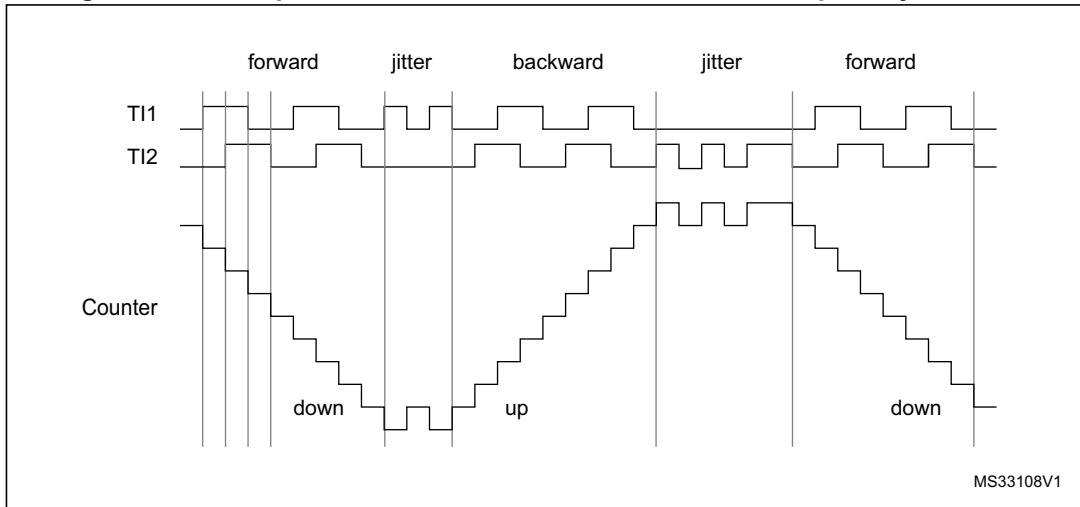 forward jitter backward jitter forward
TI1
TI2
Counter
down up down
MS33108V1